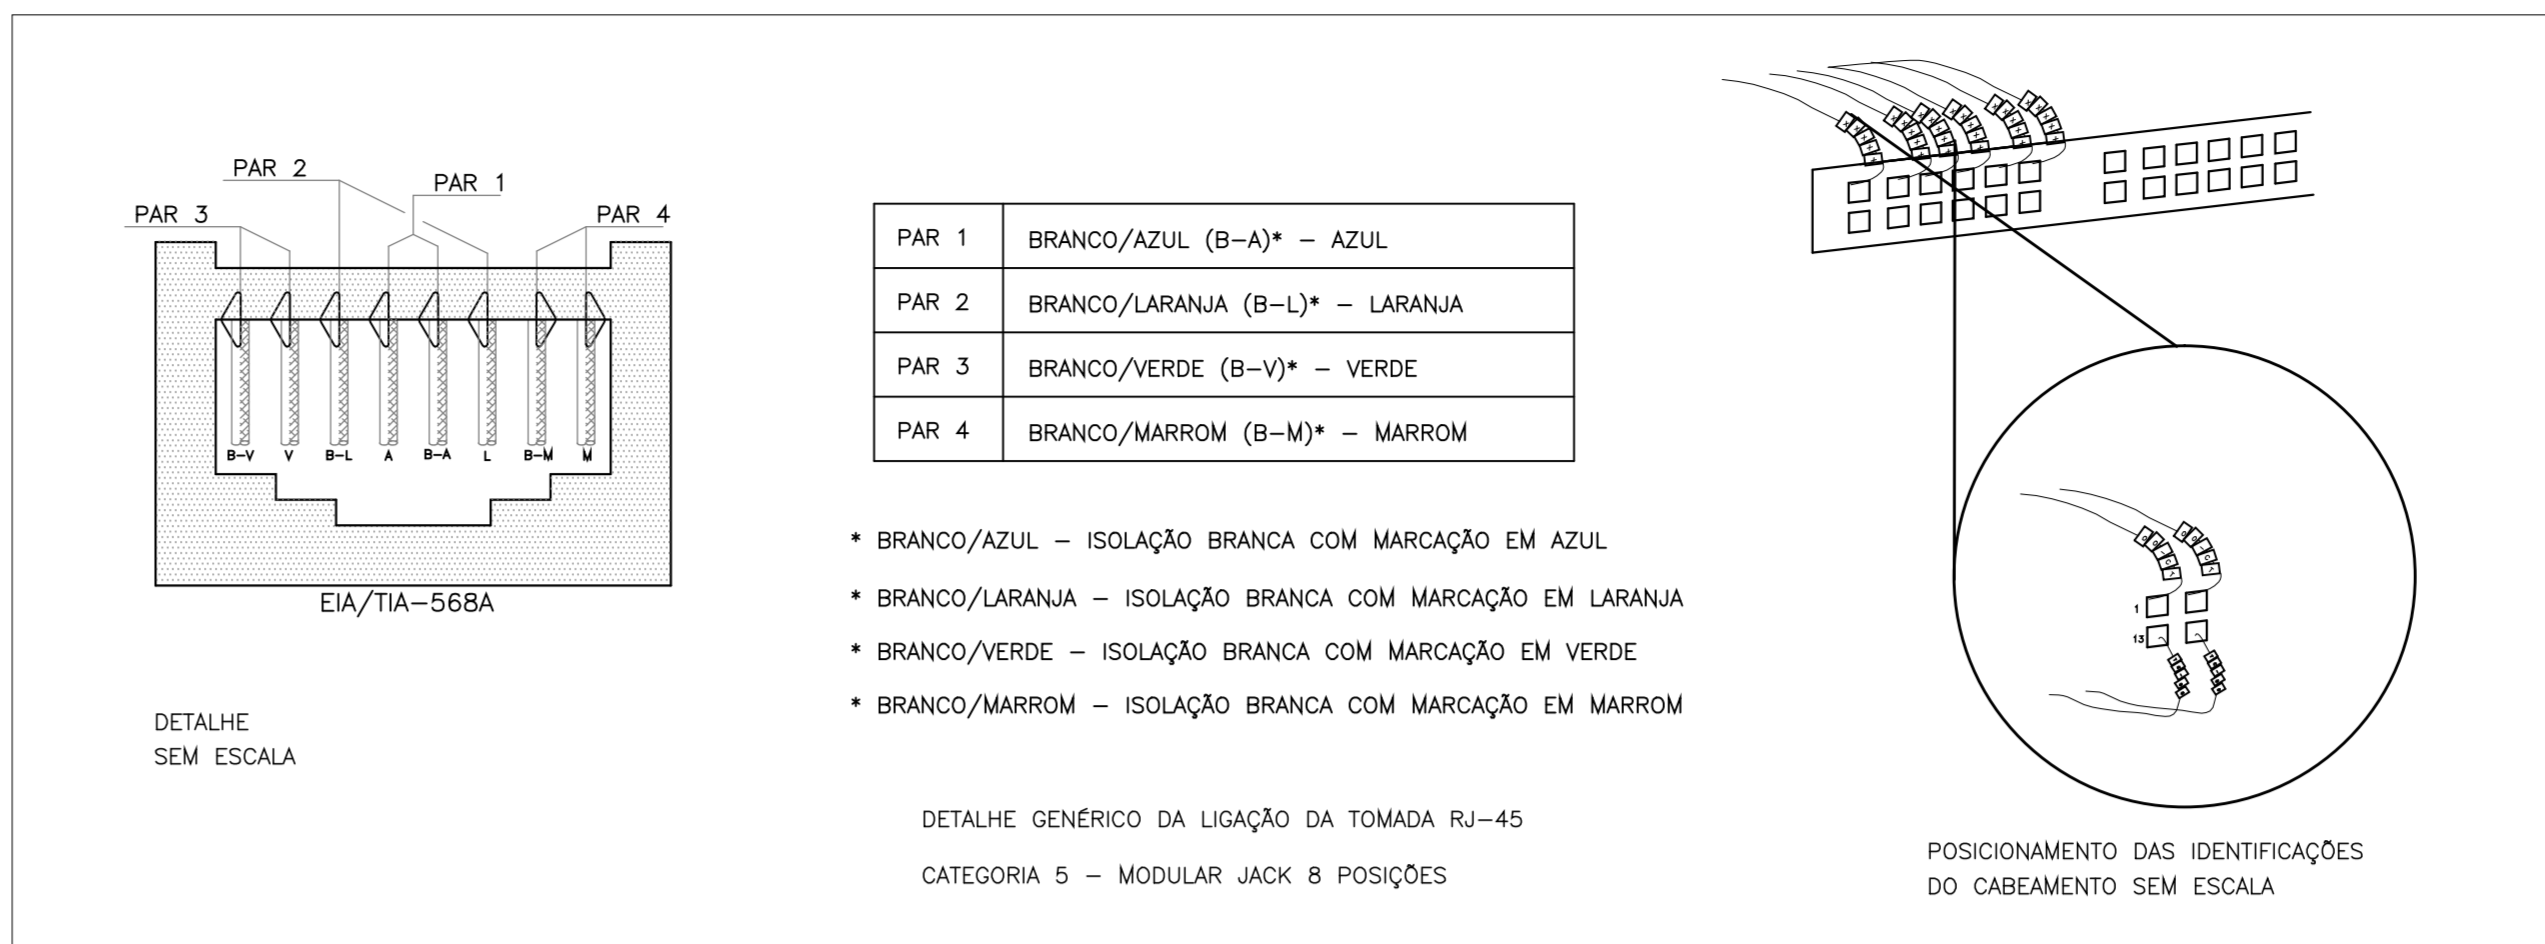 PAR 2
PAR 1
PAR 3
PAR 4
B-V V B-L A B-A L B-M M
EIA/TIA-568A
DETALHE
SEM ESCALA
PAR 1 BRANCO/AZUL (B-A)* - AZUL
PAR 2 BRANCO/LARANJA (B-L)* - LARANJA
PAR 3 BRANCO/VERDE (B-V)* - VERDE
PAR 4 BRANCO/MARROM (B-M)* - MARROM
* BRANCO/AZUL - ISOLAÇÃO BRANCA COM MARCAÇÃO EM AZUL
* BRANCO/LARANJA - ISOLAÇÃO BRANCA COM MARCAÇÃO EM LARANJA
* BRANCO/VERDE - ISOLAÇÃO BRANCA COM MARCAÇÃO EM VERDE
* BRANCO/MARROM - ISOLAÇÃO BRANCA COM MARCAÇÃO EM MARROM
DETALHE GENÉRICO DA LIGAÇÃO DA TOMADA RJ-45
CATEGORIA 5 - MODULAR JACK 8 POSIÇÕES
1
13
POSICIONAMENTO DAS IDENTIFICAÇÕES
DO CABEAMENTO SEM ESCALA